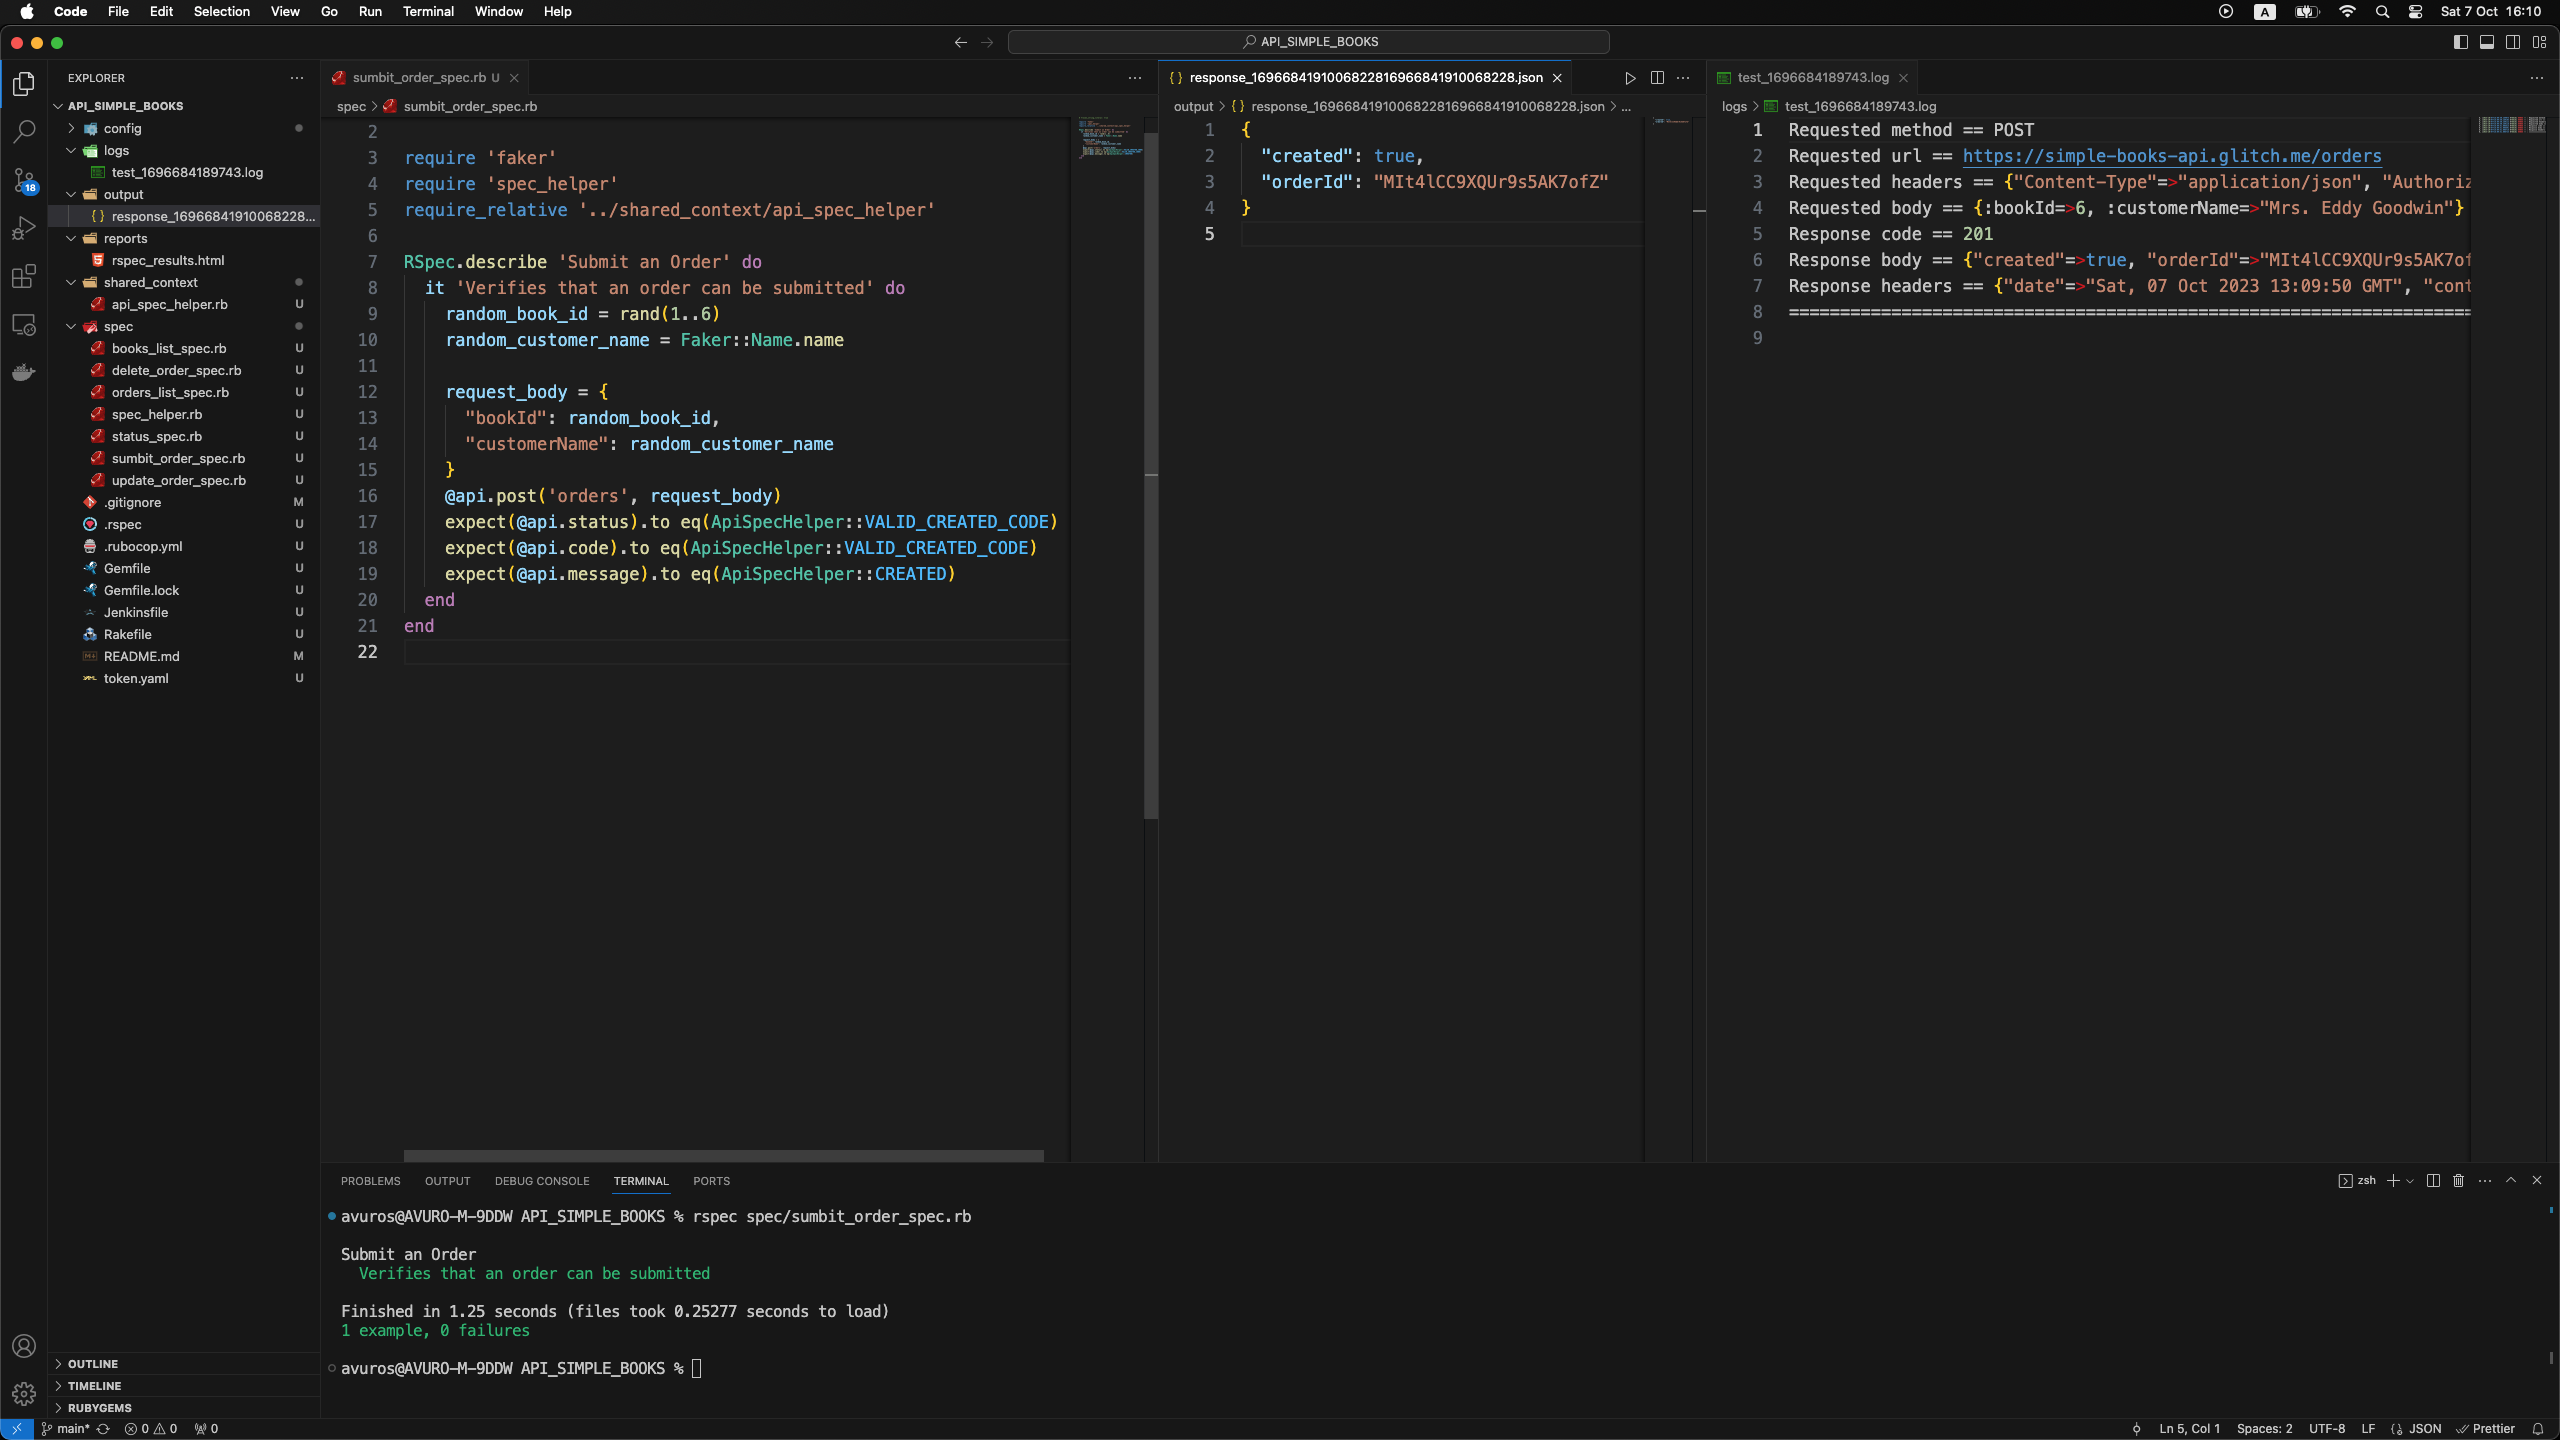 Code File Edit Selection View Go Run Terminal Window Help
A
Sat 7 Oct 16:10
API_SIMPLE_BOOKS
EXPLORER
API_SIMPLE_BOOKS
config
logs
test_1696684189743.log
output
response_16966841910068228...
reports
rspec_results.html
shared_context
api_spec_helper.rb U
spec
books_list_spec.rb U
delete_order_spec.rb U
orders_list_spec.rb U
spec_helper.rb U
status_spec.rb U
sumbit_order_spec.rb U
update_order_spec.rb U
.gitignore M
.rspec U
.rubocop.yml U
Gemfile U
Gemfile.lock U
Jenkinsfile U
Rakefile U
README.md M
token.yaml U
18
OUTLINE
TIMELINE
RUBYGEMS
sumbit_order_spec.rb U
spec > sumbit_order_spec.rb
2
3 require 'faker'
4 require 'spec_helper'
5 require_relative '../shared_context/api_spec_helper'
6
7 RSpec.describe 'Submit an Order' do
8 it 'Verifies that an order can be submitted' do
9 random_book_id = rand(1..6)
10 random_customer_name = Faker::Name.name
11
12 request_body = {
13 "bookId": random_book_id,
14 "customerName": random_customer_name
15 }
16 @api.post('orders', request_body)
17 expect(@api.status).to eq(ApiSpecHelper::VALID_CREATED_CODE)
18 expect(@api.code).to eq(ApiSpecHelper::VALID_CREATED_CODE)
19 expect(@api.message).to eq(ApiSpecHelper::CREATED)
20 end
21 end
22
{} response_1696684191006822816966841910068228.json
output > {} response_1696684191006822816966841910068228.json > ...
1 {
2 "created": true,
3 "orderId": "MIt4lCC9XQUr9s5AK7ofZ"
4 }
5
test_1696684189743.log
logs > test_1696684189743.log
1 Requested method == POST
2 Requested url == https://simple-books-api.glitch.me/orders
3 Requested headers == {"Content-Type"=>"application/json", "Authoriz
4 Requested body == {:bookId=>6, :customerName=>"Mrs. Eddy Goodwin"}
5 Response code == 201
6 Response body == {"created"=>true, "orderId"=>"MIt4lCC9XQUr9s5AK7of
7 Response headers == {"date"=>"Sat, 07 Oct 2023 13:09:50 GMT", "cont
8 ===================================================================
9
PROBLEMS OUTPUT DEBUG CONSOLE TERMINAL PORTS
zsh
avuros@AVURO-M-9DDW API_SIMPLE_BOOKS % rspec spec/sumbit_order_spec.rb
Submit an Order
Verifies that an order can be submitted
Finished in 1.25 seconds (files took 0.25277 seconds to load)
1 example, 0 failures
avuros@AVURO-M-9DDW API_SIMPLE_BOOKS %
main* 0 0 0
Ln 5, Col 1 Spaces: 2 UTF-8 LF {} JSON Prettier